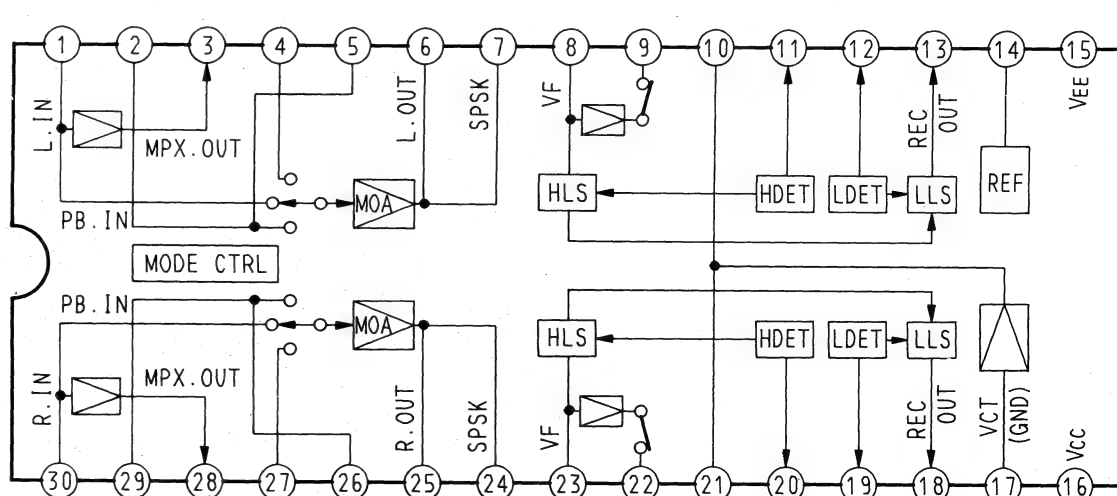 1 2 3 4 5 6 7 8 9 10 11 12 13 14 15
L.IN
MPX.OUT
L.OUT
SPSK
VF
REC OUT
VEE
PB.IN
MOA
HLS
HDET
LDET
LLS
REF
MODE CTRL
PB.IN
MOA
HLS
HDET
LDET
LLS
R.IN
MPX.OUT
R.OUT
SPSK
VF
REC OUT
VCT (GND)
VCC
30 29 28 27 26 25 24 23 22 21 20 19 18 17 16